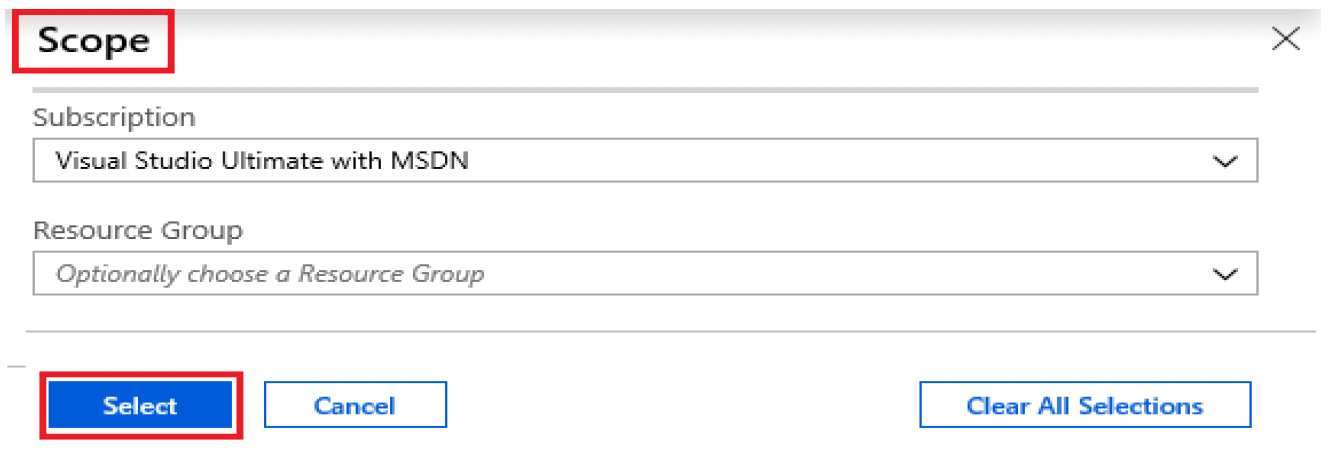 Scope
Subscription
Visual Studio Ultimate with MSDN
Resource Group
Optionally choose a Resource Group
Select Cancel Clear All Selections